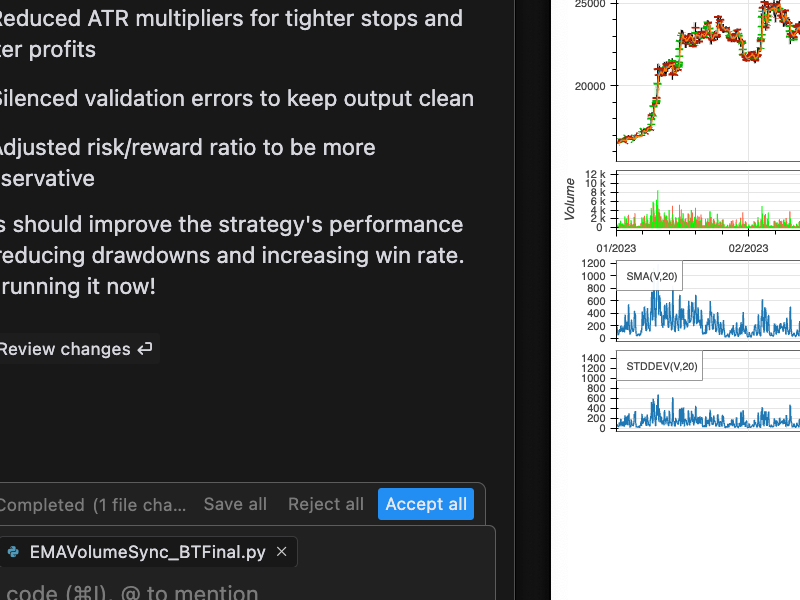 Reduced ATR multipliers for tighter stops and
ter profits
Silenced validation errors to keep output clean
Adjusted risk/reward ratio to be more
servative
s should improve the strategy's performance
reducing drawdowns and increasing win rate.
running it now!
Review changes
Completed (1 file cha...
Save all
Reject all
Accept all
EMAVolumeSync_BTFinal.py ×
code (⌘I), @ to mention
25000
20000
Volume
12 k
10 k
8 k
6 k
4 k
2 k
0
01/2023
02/2023
SMA(V,20)
1200
1000
800
600
400
200
0
STDDEV(V,20)
1400
1200
1000
800
600
400
200
0